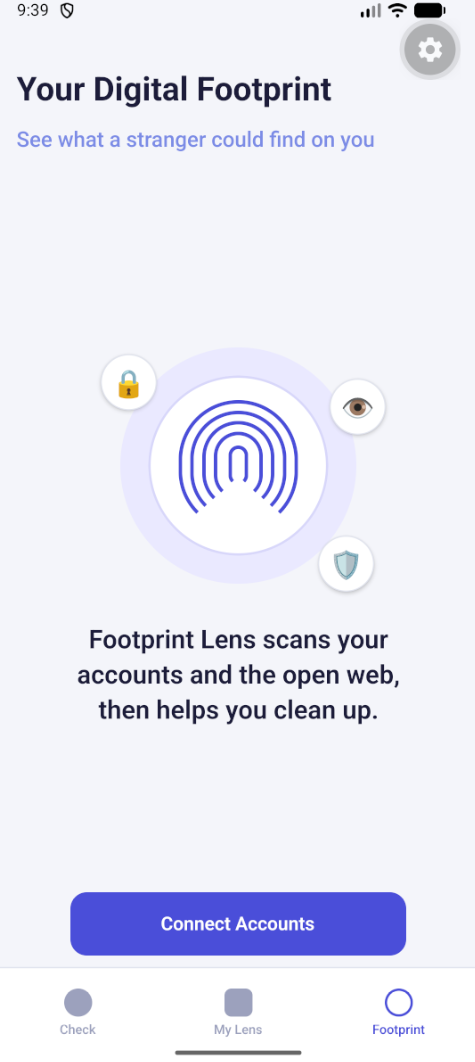 9:39
Your Digital Footprint
See what a stranger could find on you
Footprint Lens scans your
accounts and the open web,
then helps you clean up.
Connect Accounts
Check
My Lens
Footprint